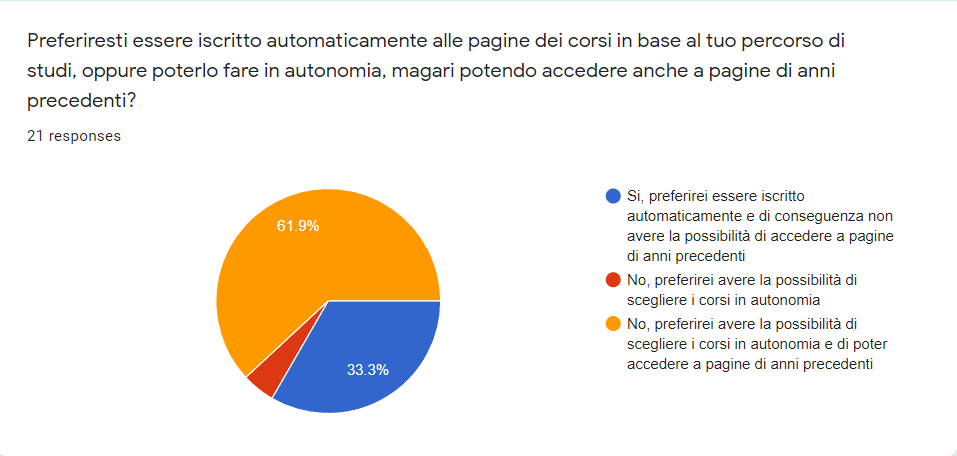 Preferiresti essere iscritto automaticamente alle pagine dei corsi in base al tuo percorso di
studi, oppure poterlo fare in autonomia, magari potendo accedere anche a pagine di anni
precedenti?
21 responses
61.9%
33.3%
Si, preferirei essere iscritto
automaticamente e di conseguenza non
avere la possibilità di accedere a pagine
di anni precedenti
No, preferirei avere la possibilità di
scegliere i corsi in autonomia
No, preferirei avere la possibilità di
scegliere i corsi in autonomia e di poter
accedere a pagine di anni precedenti